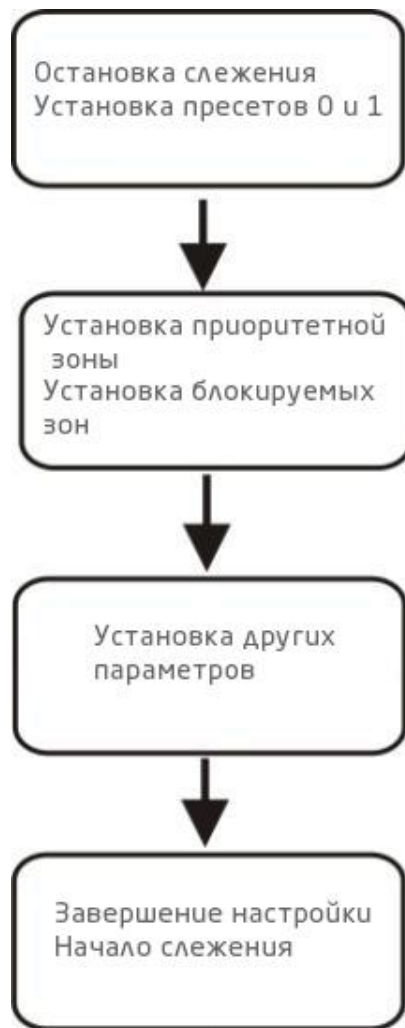 Остановка слежения
Установка пресетов 0 и 1
Установка приоритетной
зоны
Установка блокируемых
зон
Установка других
параметров
Завершение настройки
Начало слежения